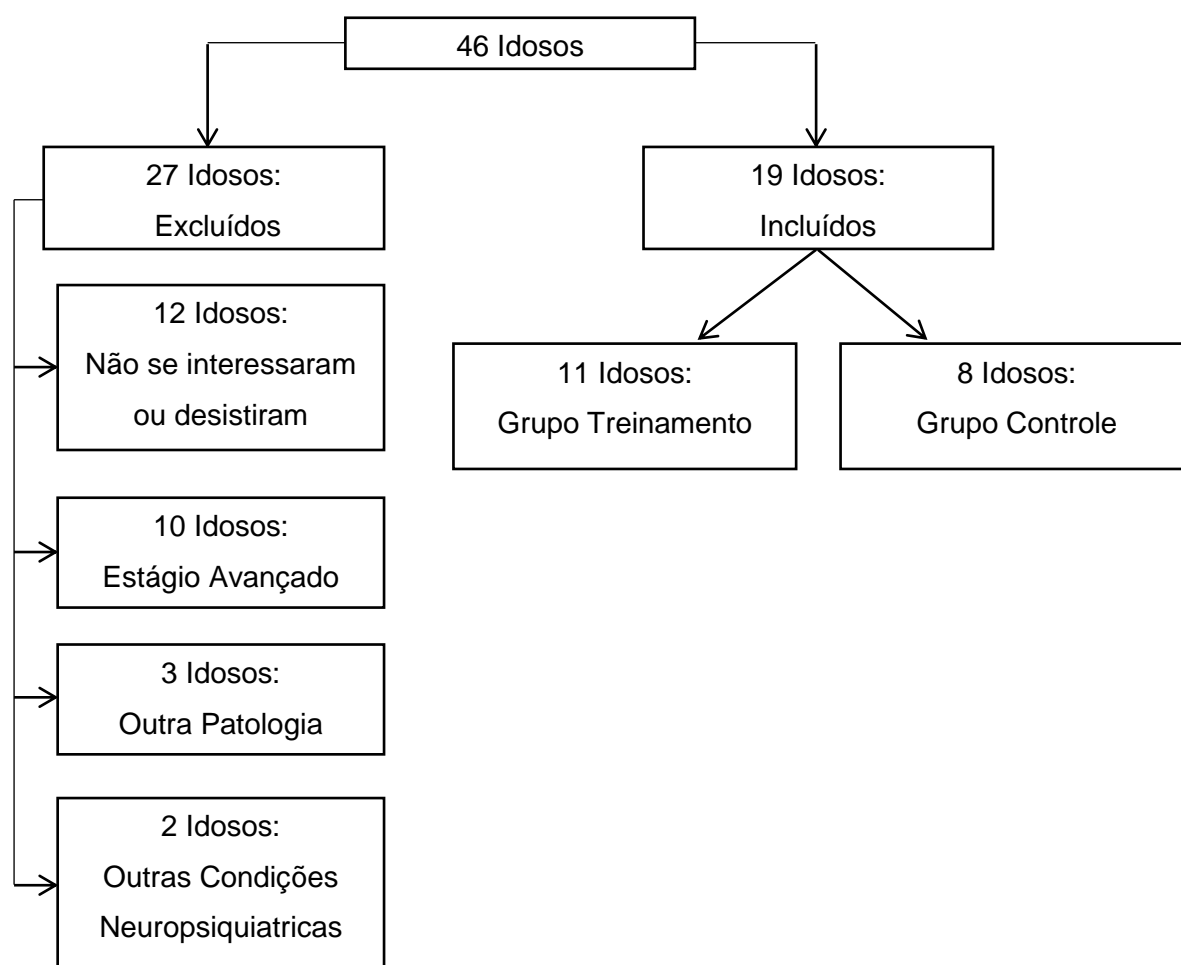 46 Idosos
27 Idosos:
Excluídos
19 Idosos:
Incluídos
12 Idosos:
Não se interessaram
ou desistiram
11 Idosos:
Grupo Treinamento
8 Idosos:
Grupo Controle
10 Idosos:
Estágio Avançado
3 Idosos:
Outra Patologia
2 Idosos:
Outras Condições
Neuropsiquiatricas